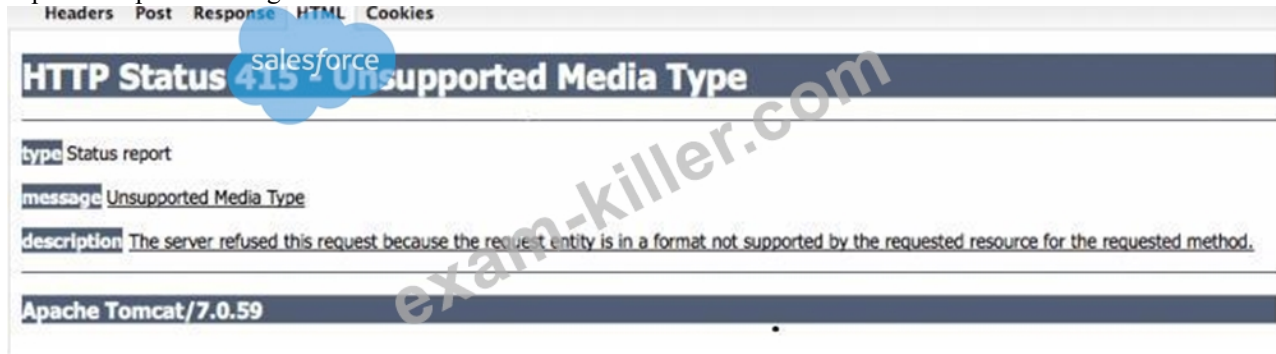 Headers Post Response HTML Cookies
salesforce
HTTP Status 415 - Unsupported Media Type
type Status report
message Unsupported Media Type
description The server refused this request because the request entity is in a format not supported by the requested resource for the requested method.
Apache Tomcat/7.0.59
exam-killer.com